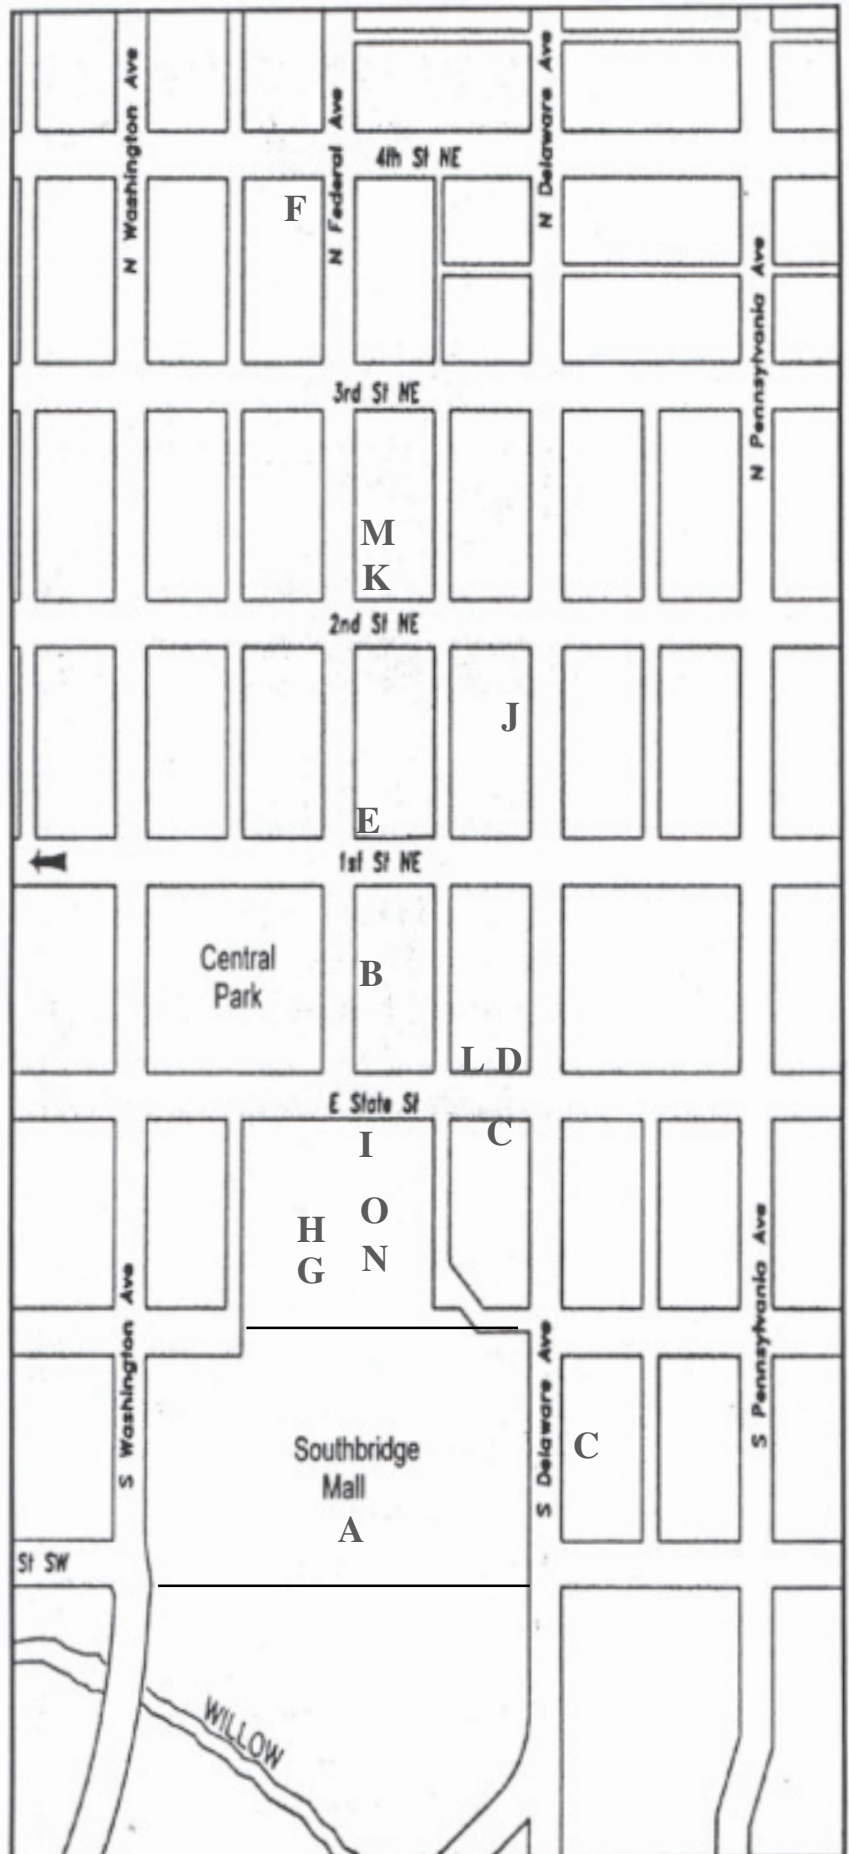 N Washington Ave
N Federal Ave
N Delaware Ave
4th St NE
F
N Pennsylvania Ave
3rd St NE
M
K
2nd St NE
J
E
1st St NE
Central
Park
B
L D
E State St
C
I
O
H
N
G
S Washington Ave
S Delaware Ave
S Pennsylvania Ave
C
Southbridge
Mall
A
St SW
WILLOW